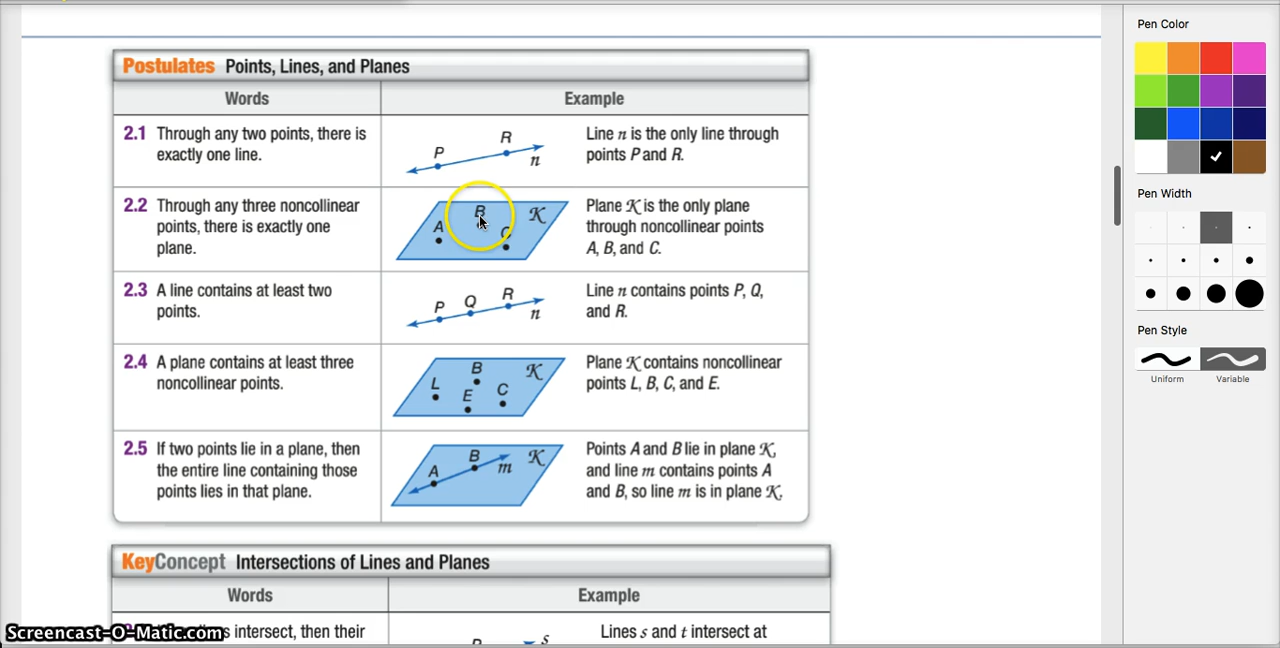 Postulates Points, Lines, and Planes
Words
Example
2.1 Through any two points, there is
exactly one line.
P
R
n
Line n is the only line through
points P and R.
2.2 Through any three noncollinear
points, there is exactly one
plane.
A
B
C
K
Plane K is the only plane
through noncollinear points
A, B, and C.
2.3 A line contains at least two
points.
P
Q
R
n
Line n contains points P, Q,
and R.
2.4 A plane contains at least three
noncollinear points.
L
B
E
C
K
Plane K contains noncollinear
points L, B, C, and E.
2.5 If two points lie in a plane, then
the entire line containing those
points lies in that plane.
A
B
m
K
Points A and B lie in plane K,
and line m contains points A
and B, so line m is in plane K.
KeyConcept Intersections of Lines and Planes
Words
Example
intersect, then their
s
Lines s and t intersect at
Screencast-O-Matic.com
Pen Color
Pen Width
Pen Style
Uniform
Variable